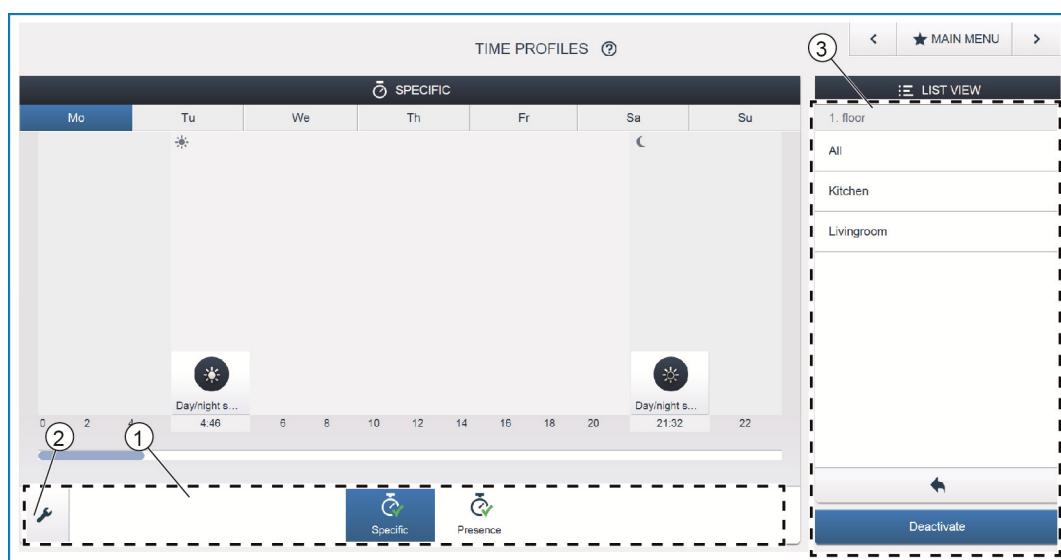 TIME PROFILES ?
3
< ★ MAIN MENU >
SPECIFIC
LIST VIEW
Mo Tu We Th Fr Sa Su
1. floor
All
Kitchen
Livingroom
Day/night s... Day/night s...
0 2 4 4:46 6 8 10 12 14 16 18 20 21:32 22
2 1
Specific Presence
Deactivate